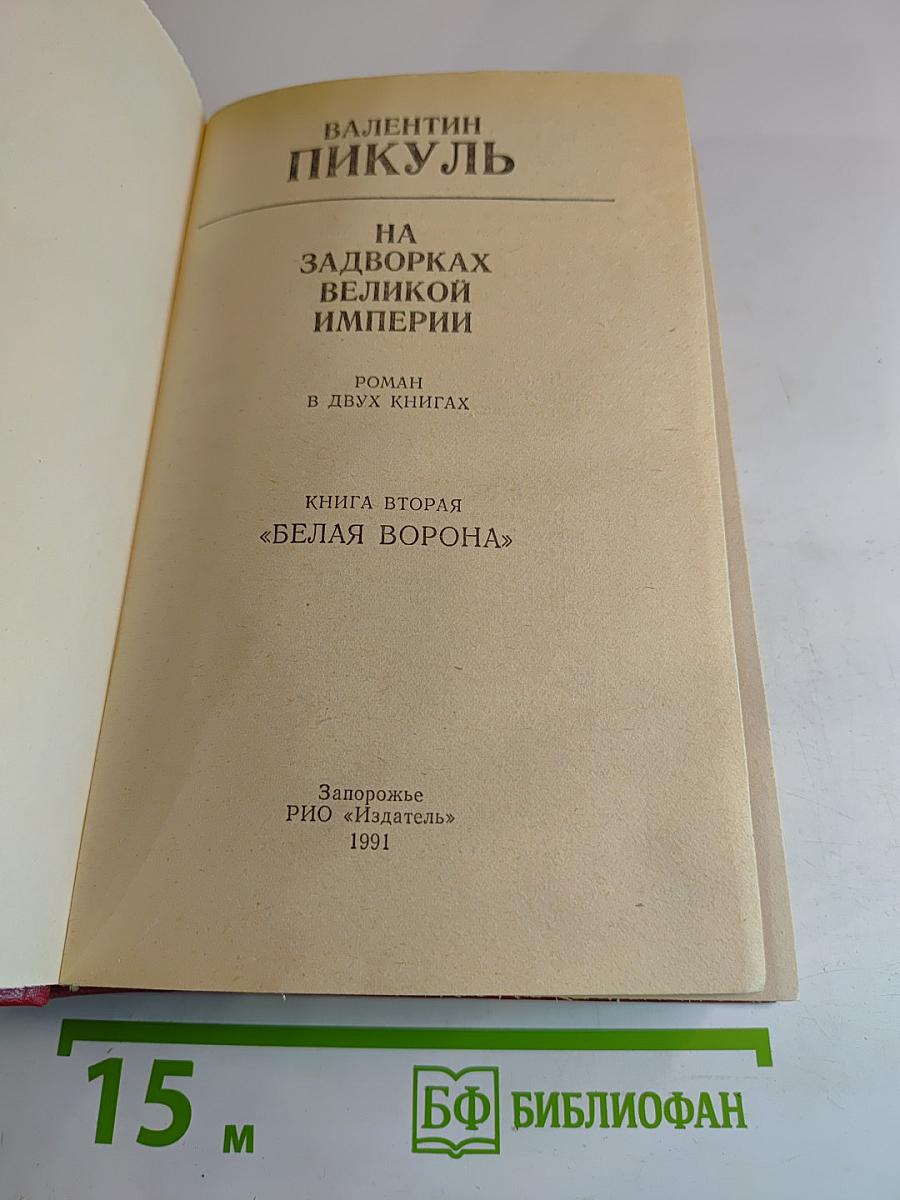 ВАЛЕНТИН
ПИКУЛЬ
НА
ЗАДВОРКАХ
ВЕЛИКОЙ
ИМПЕРИИ
РОМАН
В ДВУХ КНИГАХ
КНИГА ВТОРАЯ
«БЕЛАЯ ВОРОНА»
Запорожье
РИО «Издатель»
1991
15 м
БФ БИБЛИОФАН